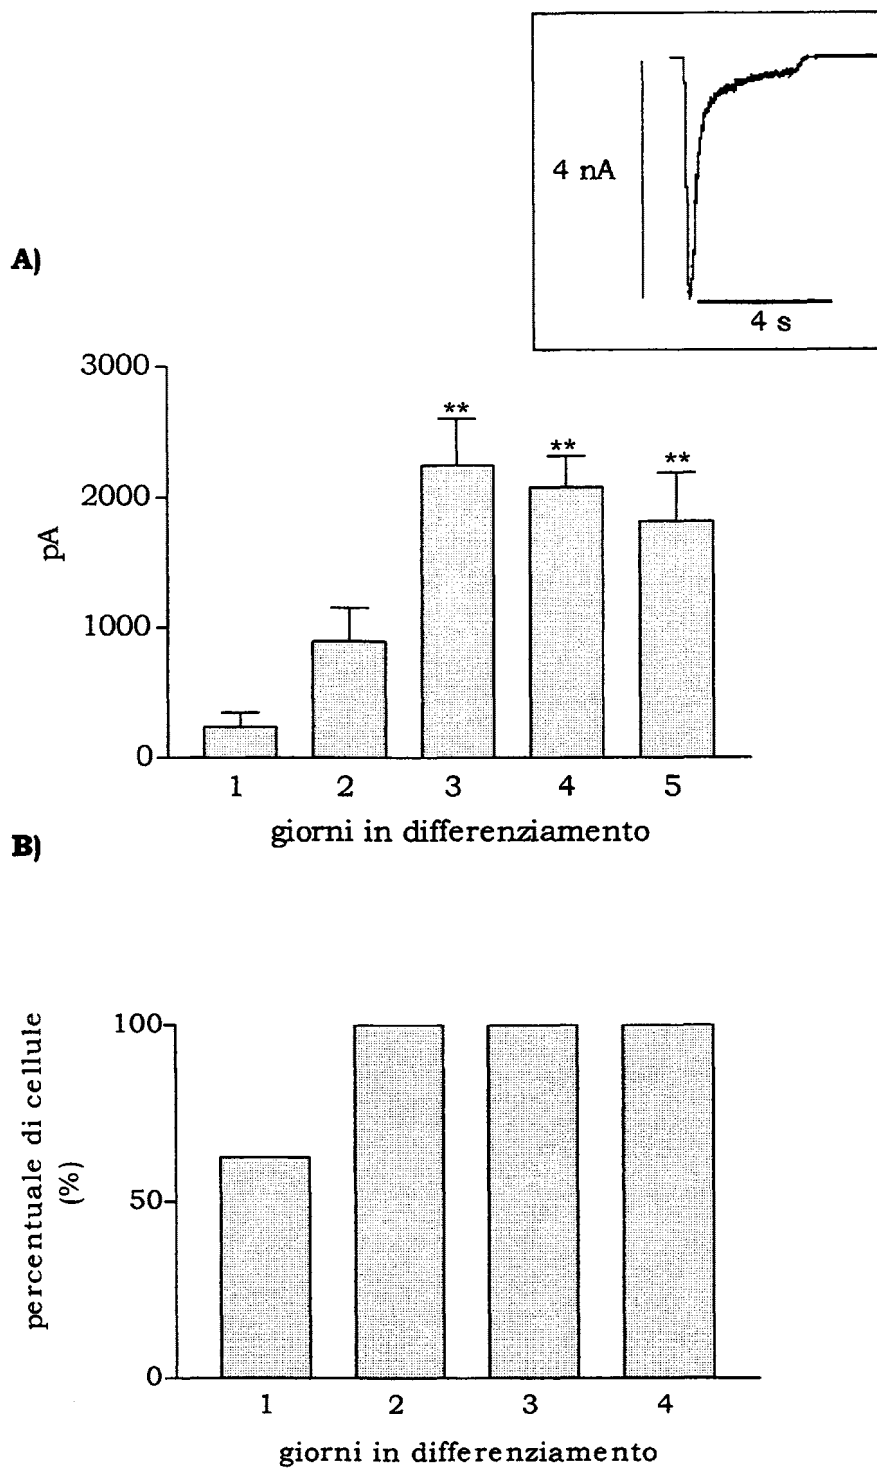 4 nA
4 s
A)
3000
2000
1000
0
pA
**
**
**
1 2 3 4 5
giorni in differenziamento
B)
percentuale di cellule
(%)
100
50
0
1 2 3 4
giorni in differenziamento